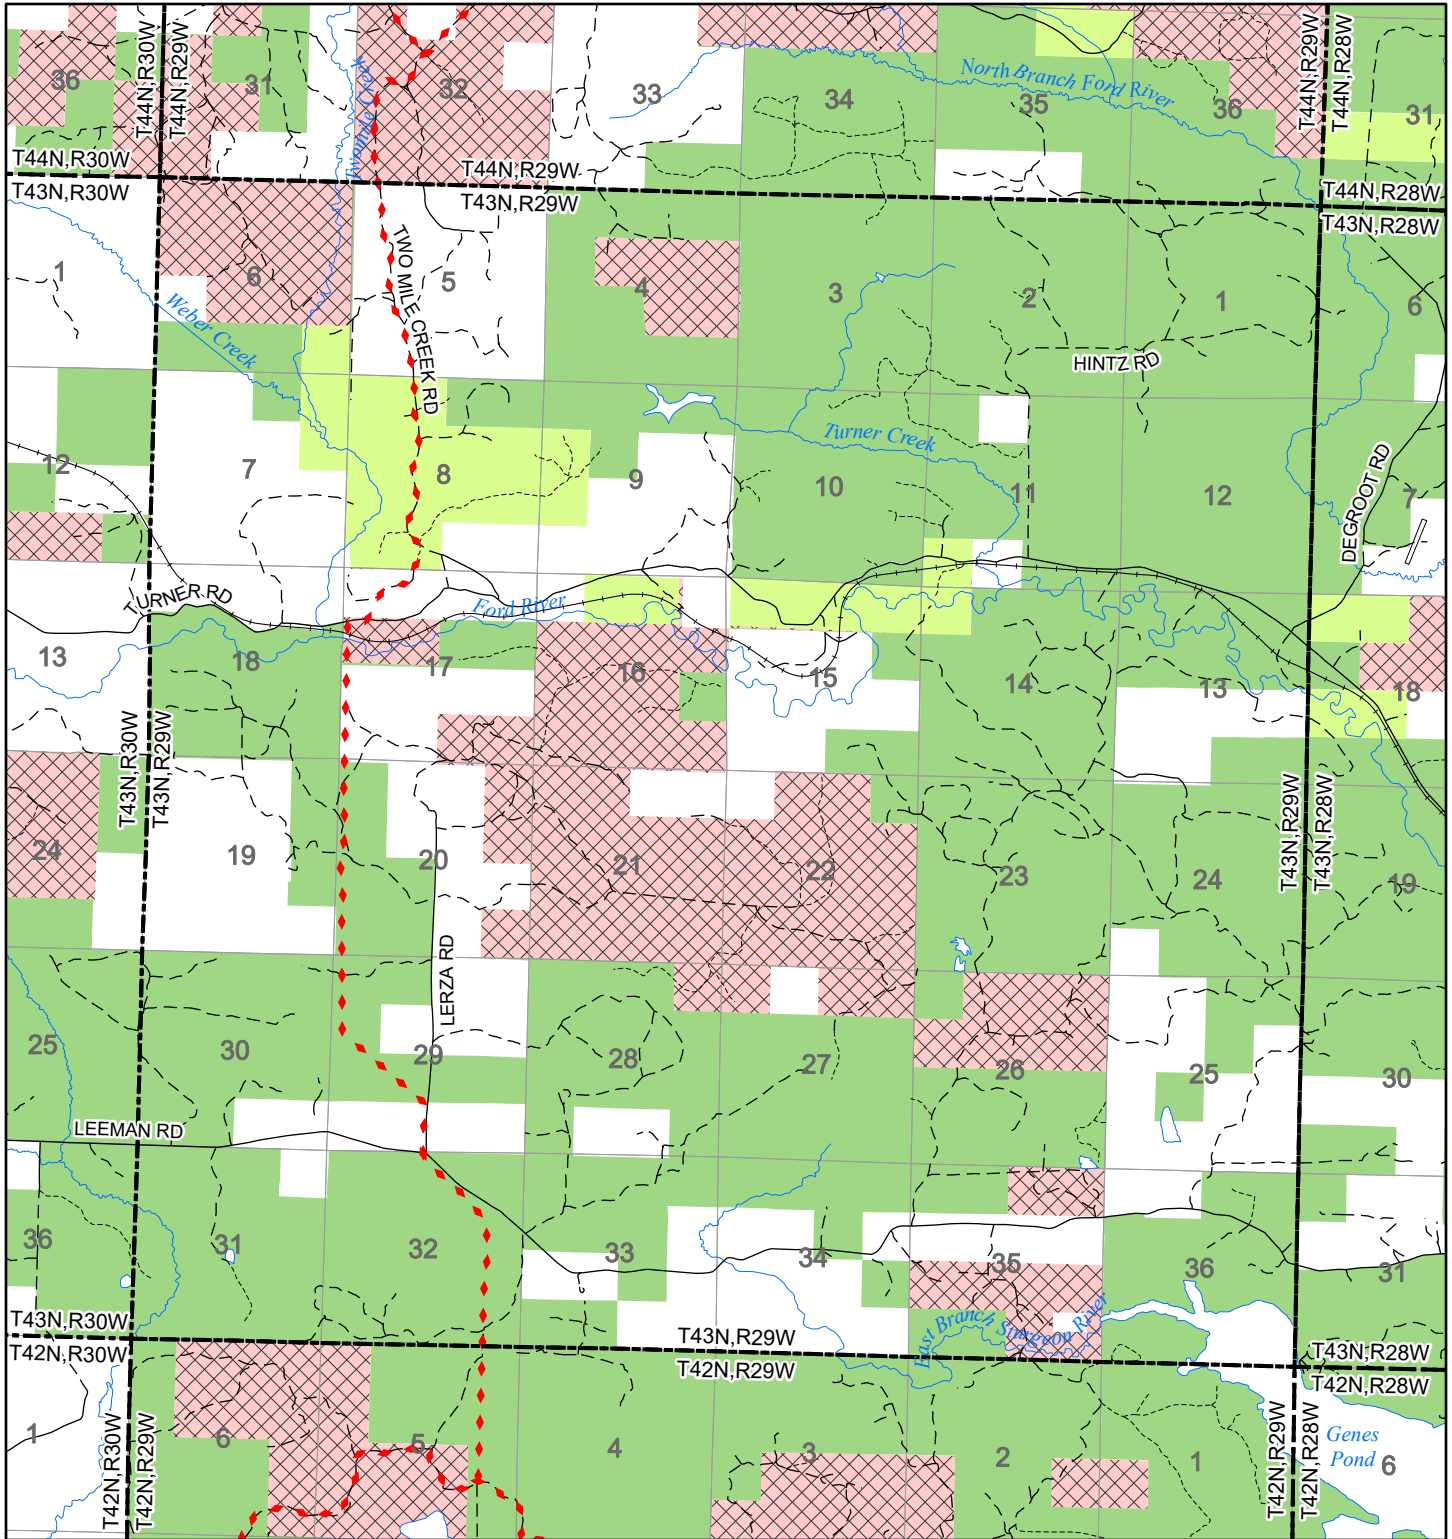 T44N,R30W
T44N,R29W
T44N,R29W
T44N,R28W
36
31
32
33
34
35
36
31
Twomile Creek
North Branch Ford River
T44N,R30W
T43N,R30W
T44N,R29W
T43N,R29W
T44N,R28W
T43N,R28W
1
6
5
4
3
2
1
6
Weber Creek
TWO MILE CREEK RD
HINTZ RD
Turner Creek
12
7
8
9
10
11
12
7
DEGROOT RD
TURNER RD
Ford River
13
18
17
16
15
14
13
18
T43N,R30W
T43N,R29W
T43N,R29W
T43N,R28W
24
19
20
21
22
23
24
19
LERZA RD
25
30
29
28
27
26
25
30
LEEMAN RD
36
31
32
33
34
35
36
31
East Branch Sturgeon River
T43N,R30W
T42N,R30W
T43N,R29W
T42N,R29W
T43N,R28W
T42N,R28W
T42N,R30W
T42N,R29W
T42N,R29W
T42N,R28W
1
6
5
4
3
2
1
6
Genes
Pond